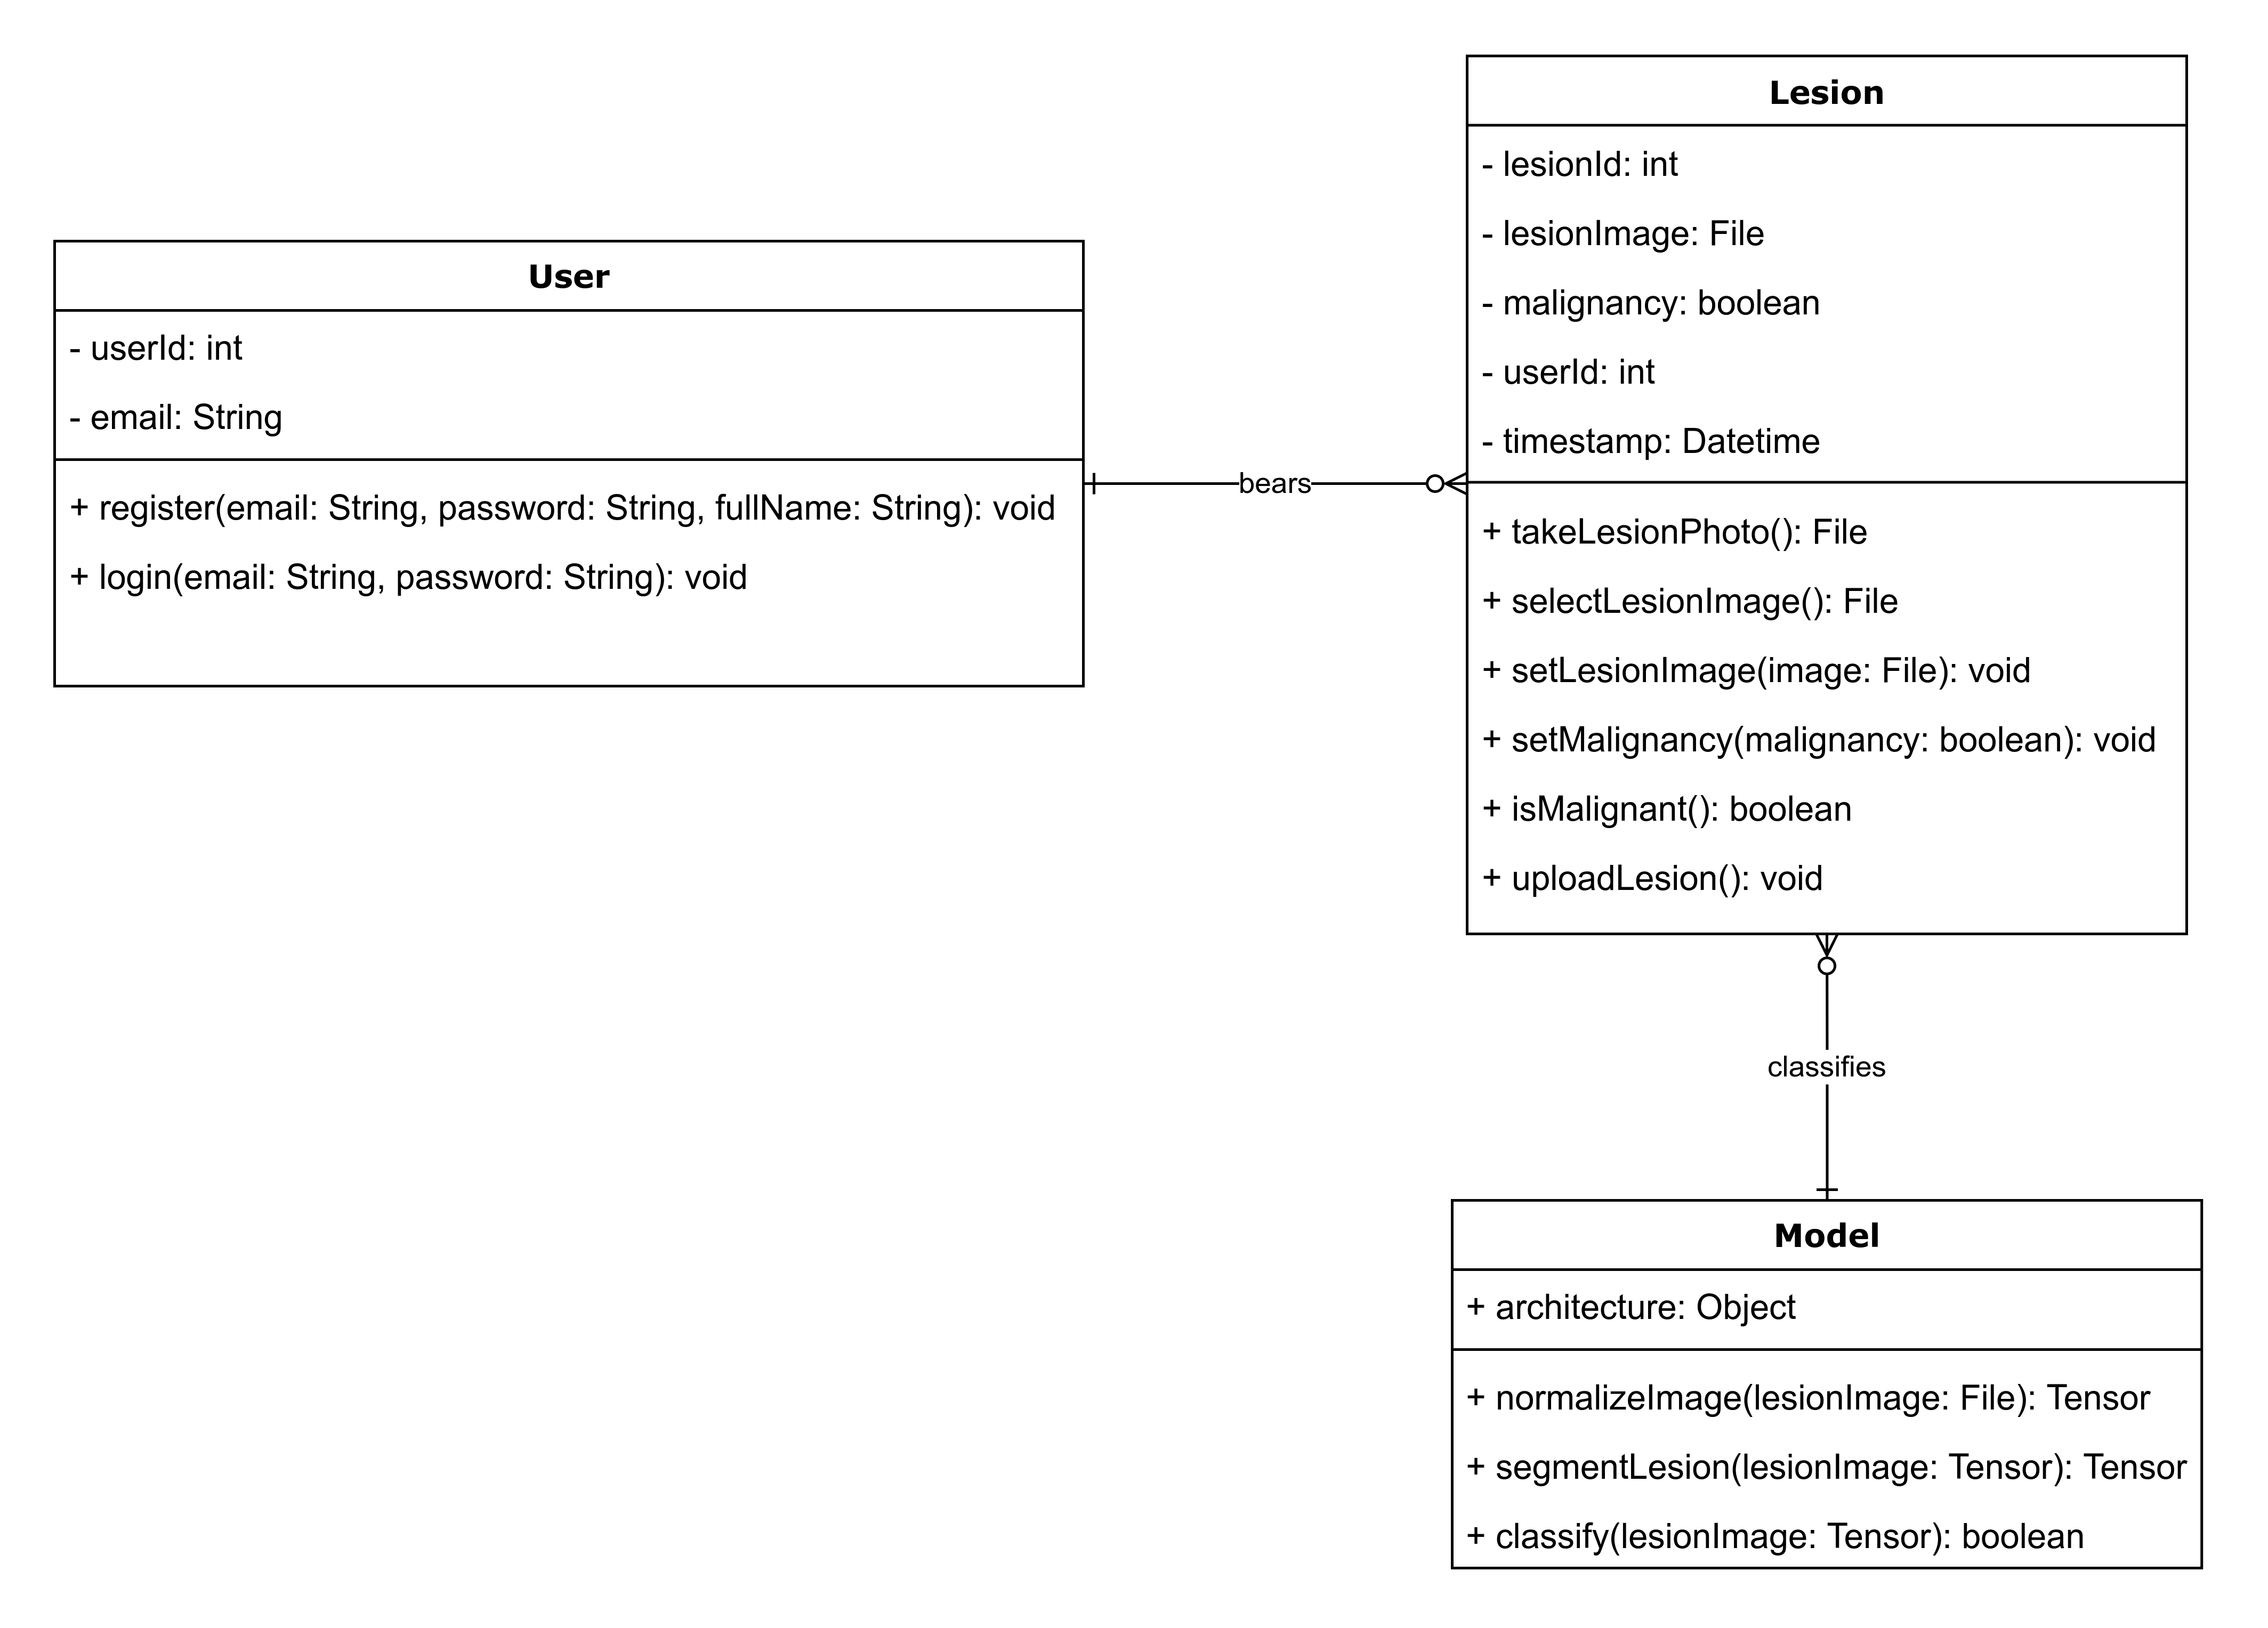 User
- userId: int
- email: String
+ register(email: String, password: String, fullName: String): void
+ login(email: String, password: String): void
bears
Lesion
- lesionId: int
- lesionImage: File
- malignancy: boolean
- userId: int
- timestamp: Datetime
+ takeLesionPhoto(): File
+ selectLesionImage(): File
+ setLesionImage(image: File): void
+ setMalignancy(malignancy: boolean): void
+ isMalignant(): boolean
+ uploadLesion(): void
classifies
Model
+ architecture: Object
+ normalizeImage(lesionImage: File): Tensor
+ segmentLesion(lesionImage: Tensor): Tensor
+ classify(lesionImage: Tensor): boolean